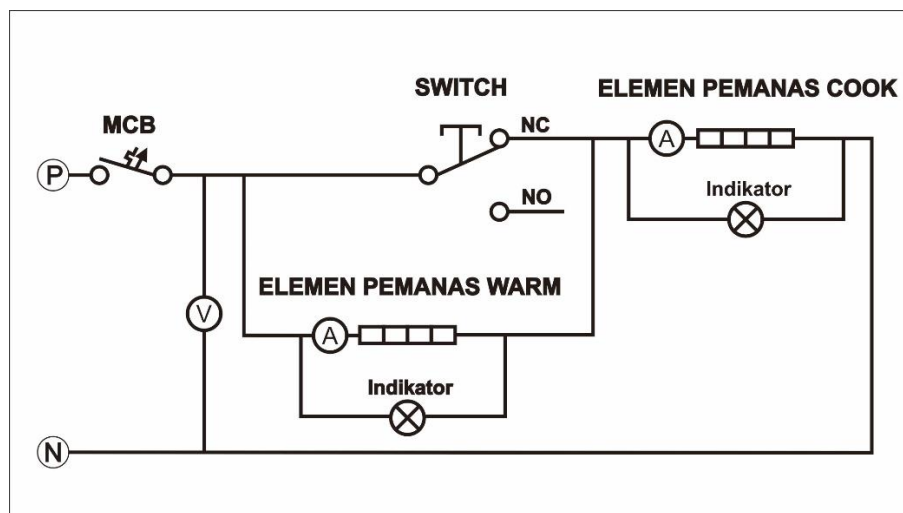 SWITCH
ELEMEN PEMANAS COOK
MCB
NC
P
A
Indikator
NO
ELEMEN PEMANAS WARM
V
A
Indikator
N